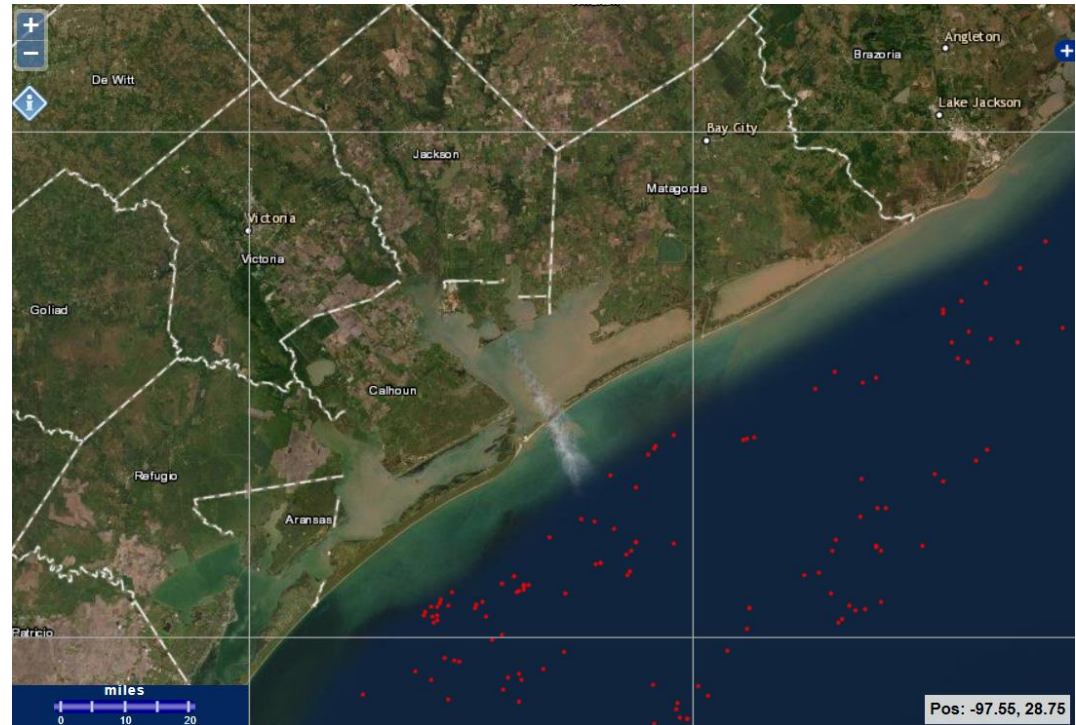 +
−
i
De Witt
Brazoria
Angleton
+
Lake Jackson
Bay City
Jackson
Matagorda
Victoria
Victoria
Goliad
Calhoun
Refugio
Aransas
Patricio
miles
0 10 20
Pos: -97.55, 28.75